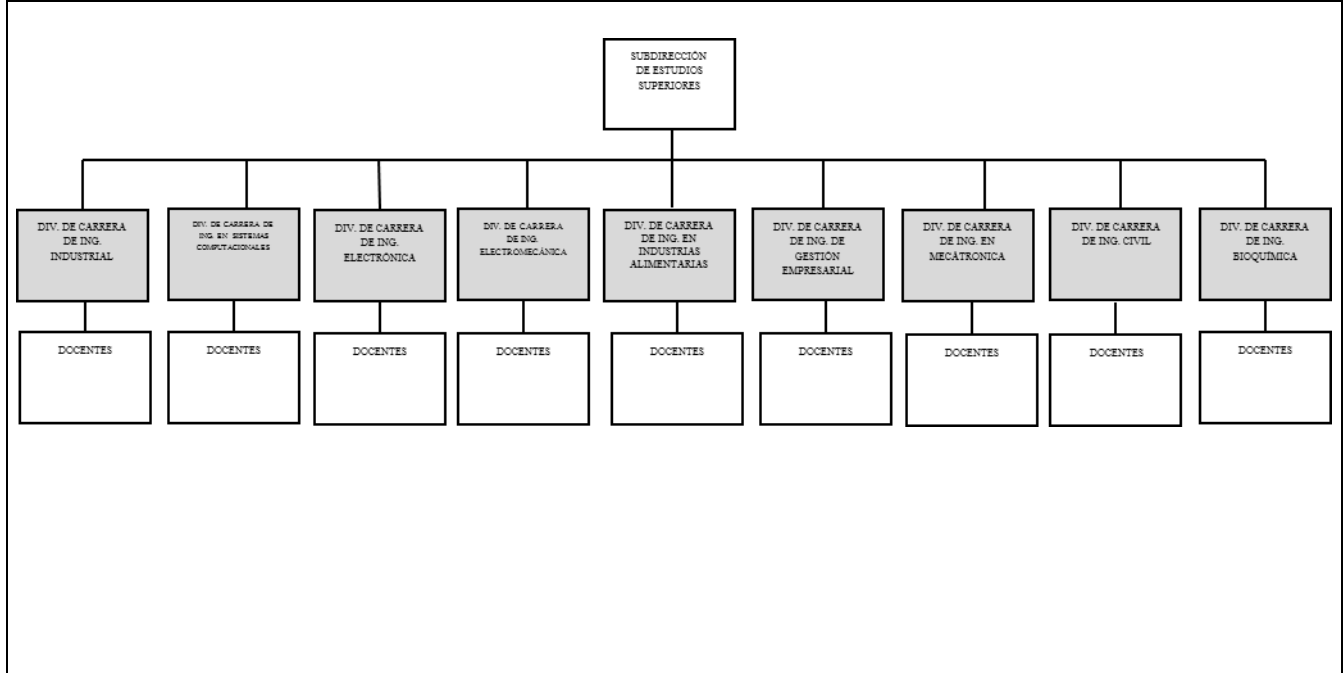 SUBDIRECCIÓN
DE ESTUDIOS
SUPERIORES
DIV. DE CARRERA
DE ING.
INDUSTRIAL
DIV. DE CARRERA DE
ING. EN SISTEMAS
COMPUTACIONALES
DIV. DE CARRERA
DE ING.
ELECTRÓNICA
DIV. DE CARRERA
DE ING.
ELECTROMECÁNICA
DIV. DE CARRERA
DE ING. EN
INDUSTRIAS
ALIMENTARIAS
DIV. DE CARRERA
DE ING. DE
GESTIÓN
EMPRESARIAL
DIV. DE CARRERA
DE ING. EN
MECÁTRONICA
DIV. DE CARRERA
DE ING. CIVIL
DIV. DE CARRERA
DE ING.
BIOQUÍMICA
DOCENTES
DOCENTES
DOCENTES
DOCENTES
DOCENTES
DOCENTES
DOCENTES
DOCENTES
DOCENTES